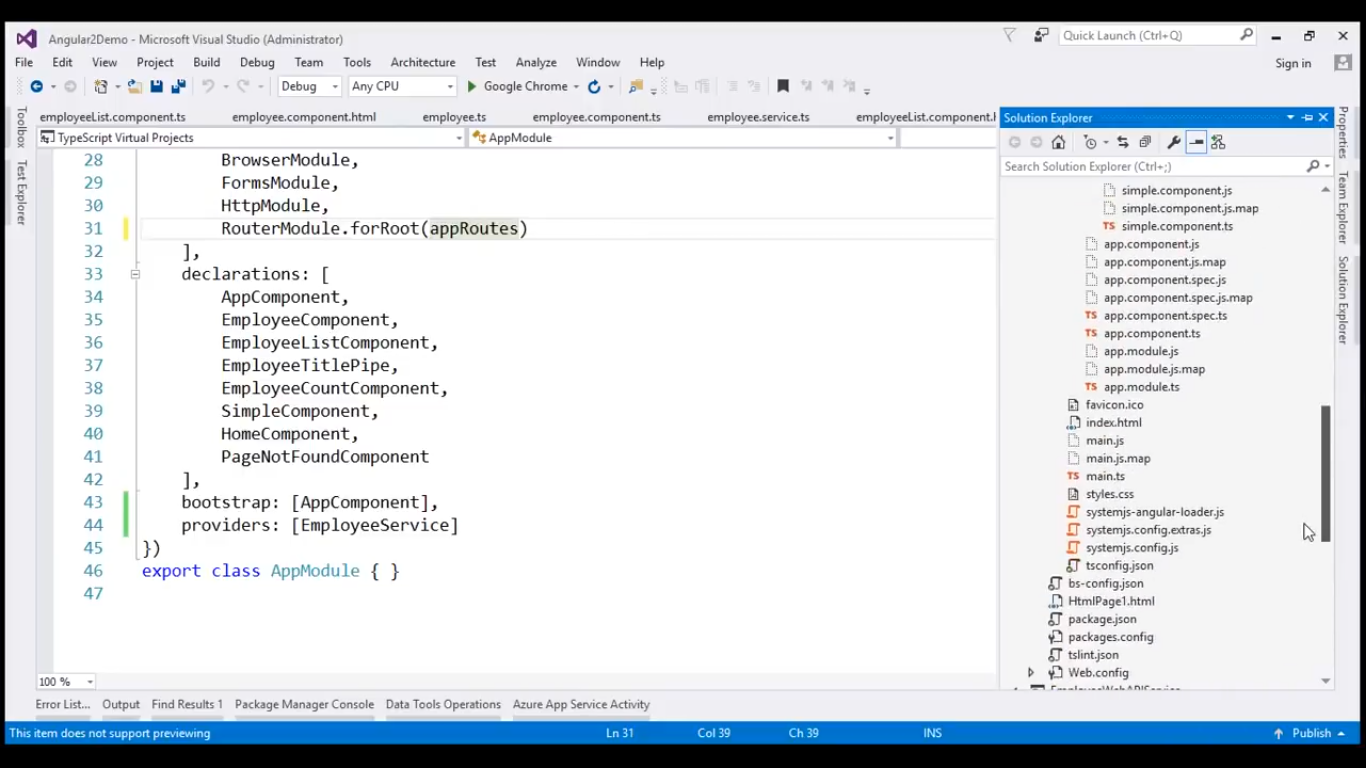 Angular2Demo - Microsoft Visual Studio (Administrator)
Quick Launch (Ctrl+Q)
File Edit View Project Build Debug Team Tools Architecture Test Analyze Window Help
Sign in
Debug Any CPU Google Chrome
employeeList.component.ts employee.component.html employee.ts employee.component.ts employee.service.ts employeeList.component.h
TypeScript Virtual Projects AppModule
Toolbox
Test Explorer
28 BrowserModule,
29 FormsModule,
30 HttpModule,
31 RouterModule.forRoot(appRoutes)
32 ],
33 declarations: [
34 AppComponent,
35 EmployeeComponent,
36 EmployeeListComponent,
37 EmployeeTitlePipe,
38 EmployeeCountComponent,
39 SimpleComponent,
40 HomeComponent,
41 PageNotFoundComponent
42 ],
43 bootstrap: [AppComponent],
44 providers: [EmployeeService]
45 })
46 export class AppModule { }
47
100 %
Solution Explorer
Search Solution Explorer (Ctrl+;)
simple.component.js
simple.component.js.map
TS simple.component.ts
app.component.js
app.component.js.map
app.component.spec.js
app.component.spec.js.map
TS app.component.spec.ts
TS app.component.ts
app.module.js
app.module.js.map
TS app.module.ts
favicon.ico
index.html
main.js
main.js.map
TS main.ts
styles.css
systemjs-angular-loader.js
systemjs.config.extras.js
systemjs.config.js
tsconfig.json
bs-config.json
HtmlPage1.html
package.json
packages.config
tslint.json
Web.config
Properties
Team Explorer
Solution Explorer
Error List... Output Find Results 1 Package Manager Console Data Tools Operations Azure App Service Activity
This item does not support previewing Ln 31 Col 39 Ch 39 INS Publish